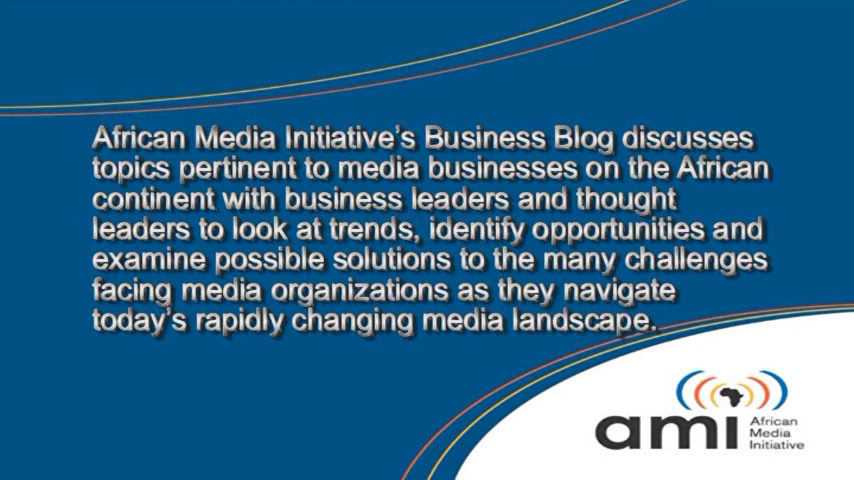 African Media Initiative's Business Blog discusses
topics pertinent to media businesses on the African
continent with business leaders and thought
leaders to look at trends, identify opportunities and
examine possible solutions to the many challenges
facing media organizations as they navigate
today's rapidly changing media landscape.
ami
African
Media
Initiative